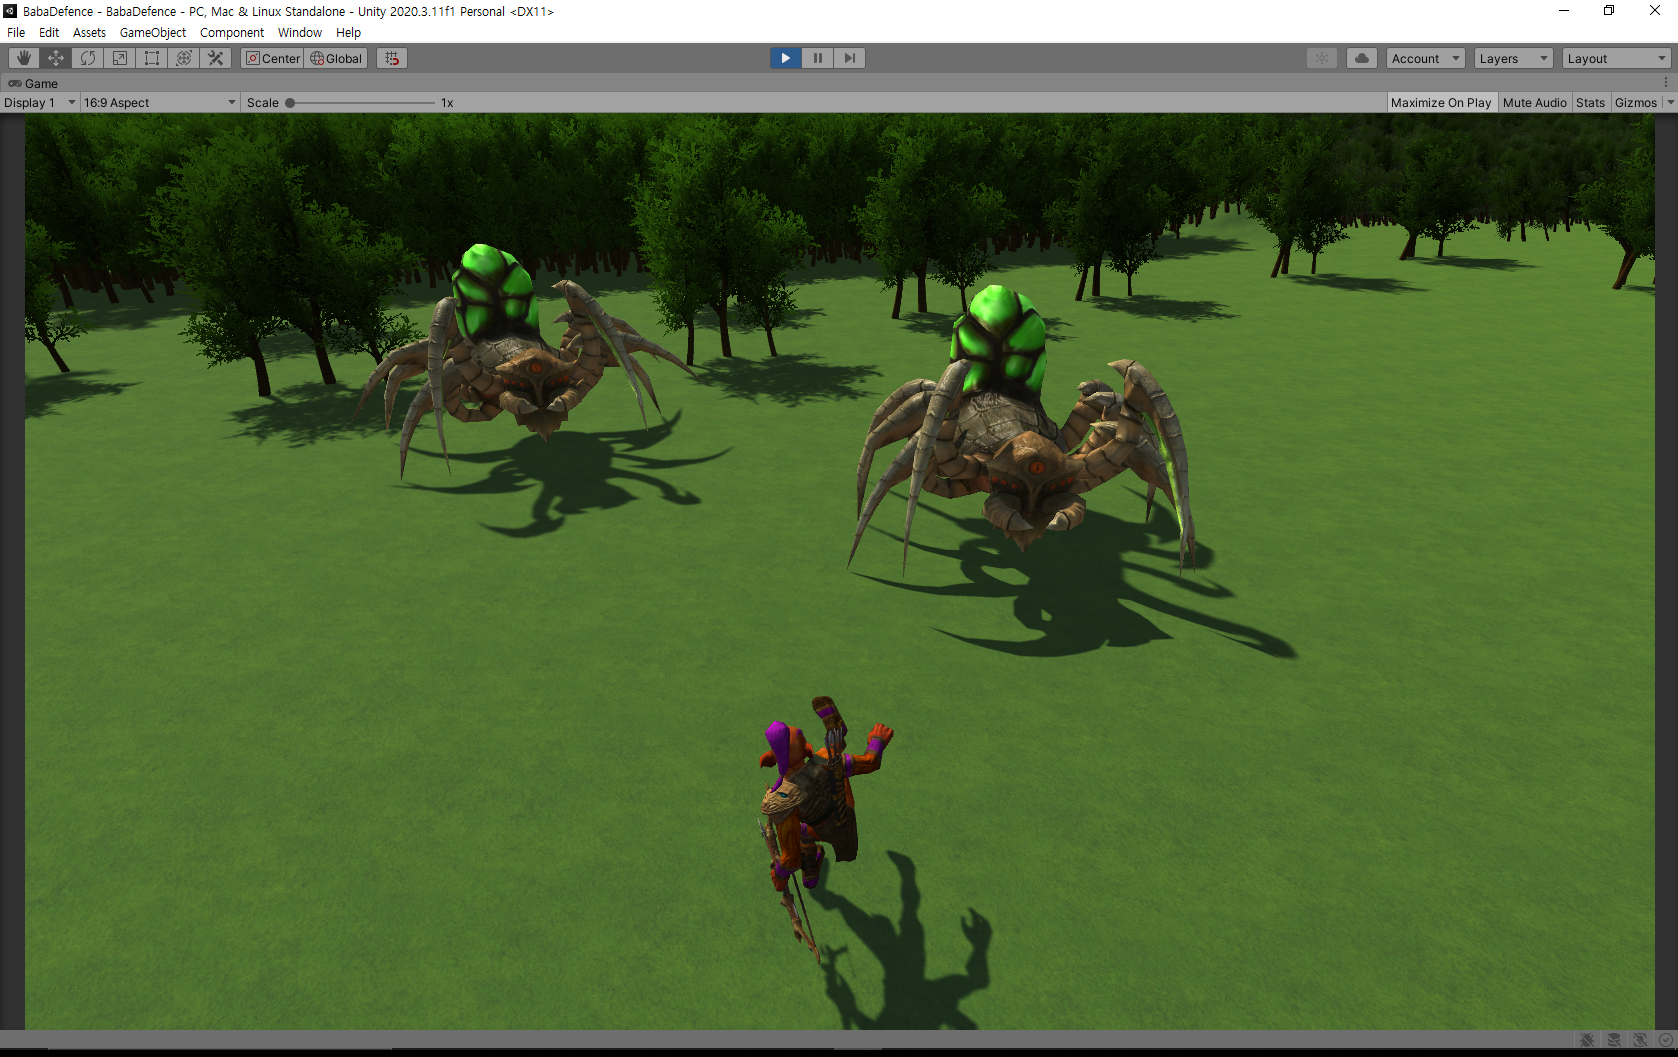 BabaDefence - BabaDefence - PC, Mac & Linux Standalone - Unity 2020.3.11f1 Personal <DX11>
File Edit Assets GameObject Component Window Help
Center Global Account Layers Layout
Game
Display 1 16:9 Aspect Scale 1x Maximize On Play Mute Audio Stats Gizmos